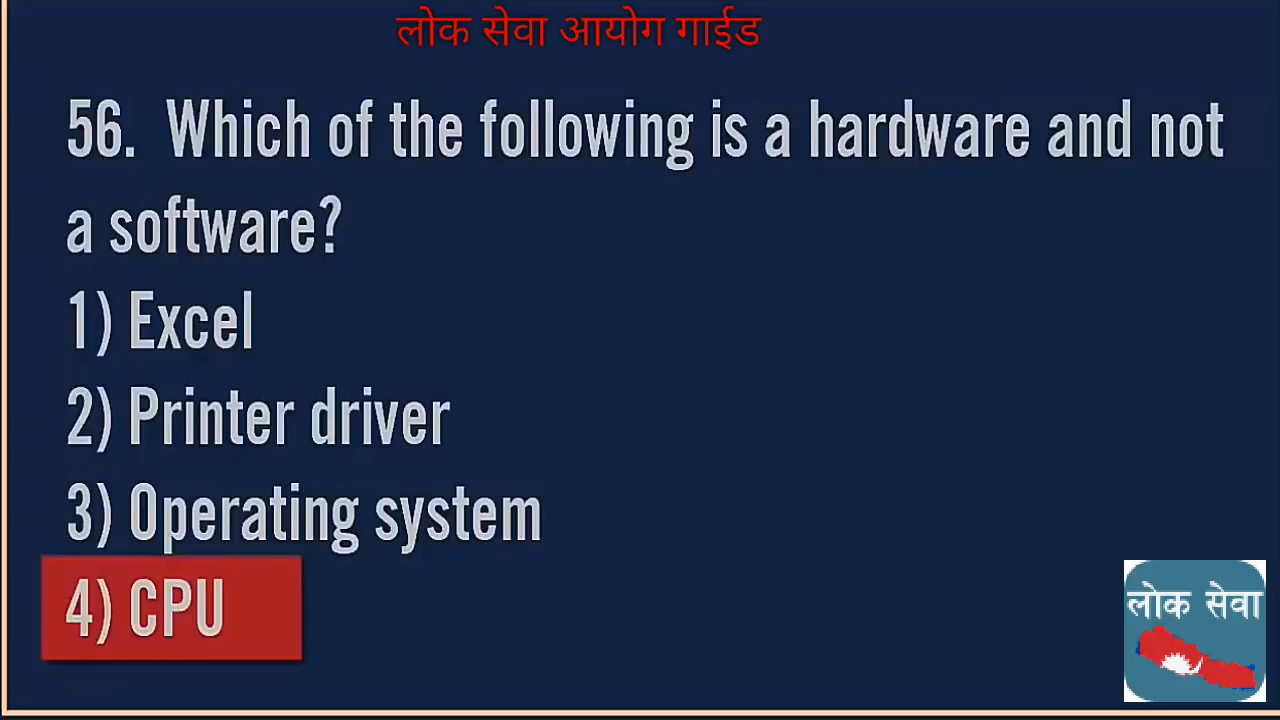 लोक सेवा आयोग गाईड
56. Which of the following is a hardware and not
a software?
1) Excel
2) Printer driver
3) Operating system
4) CPU
लोक सेवा